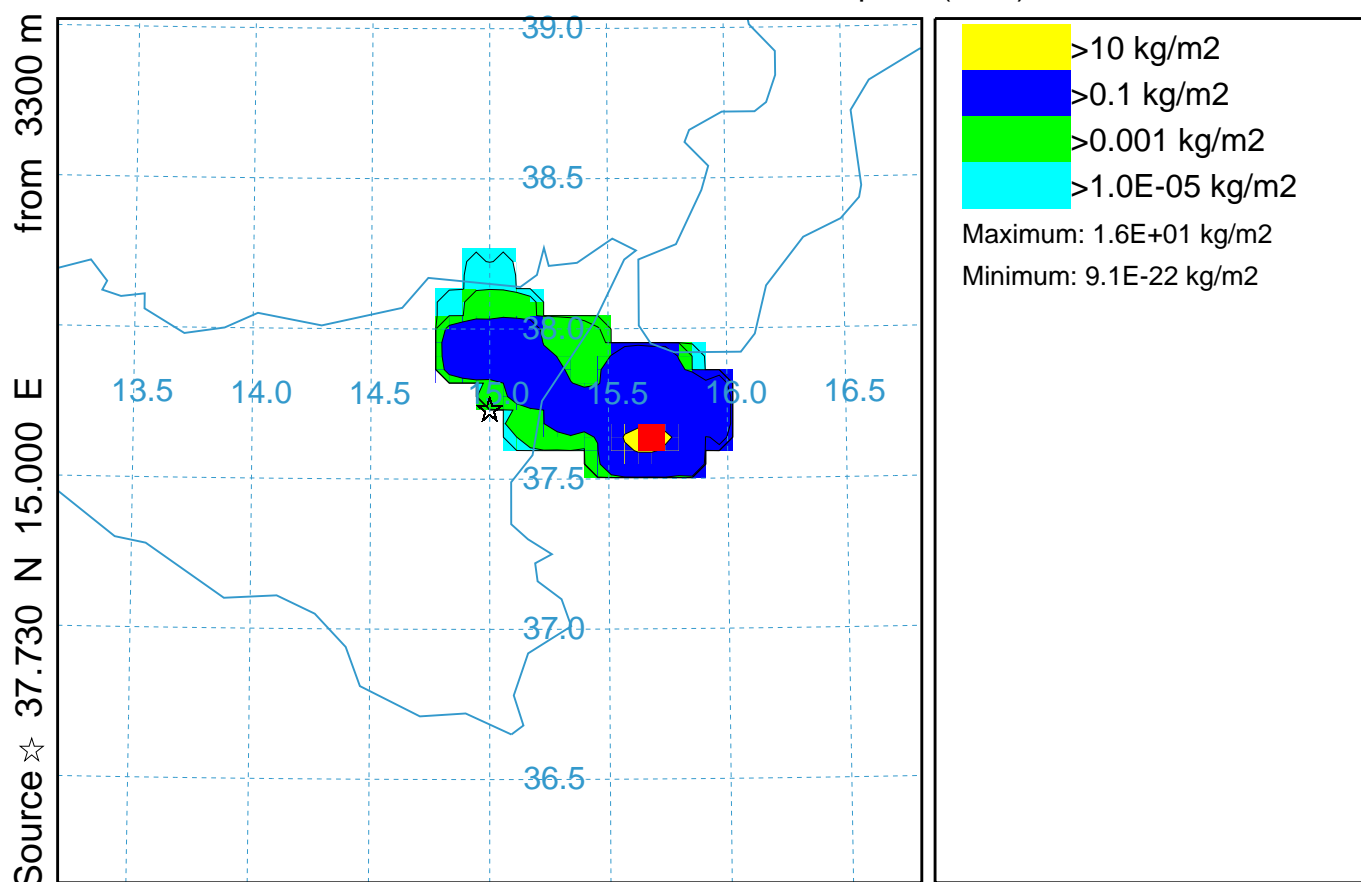 Source ☆ 37.730 N 15.000 E from 3300 m
39.0
38.5
38.0
13.5 14.0 14.5 15.0 15.5 16.0 16.5
37.5
37.0
36.5
>10 kg/m2
>0.1 kg/m2
>0.001 kg/m2
>1.0E-05 kg/m2
Maximum: 1.6E+01 kg/m2
Minimum: 9.1E-22 kg/m2